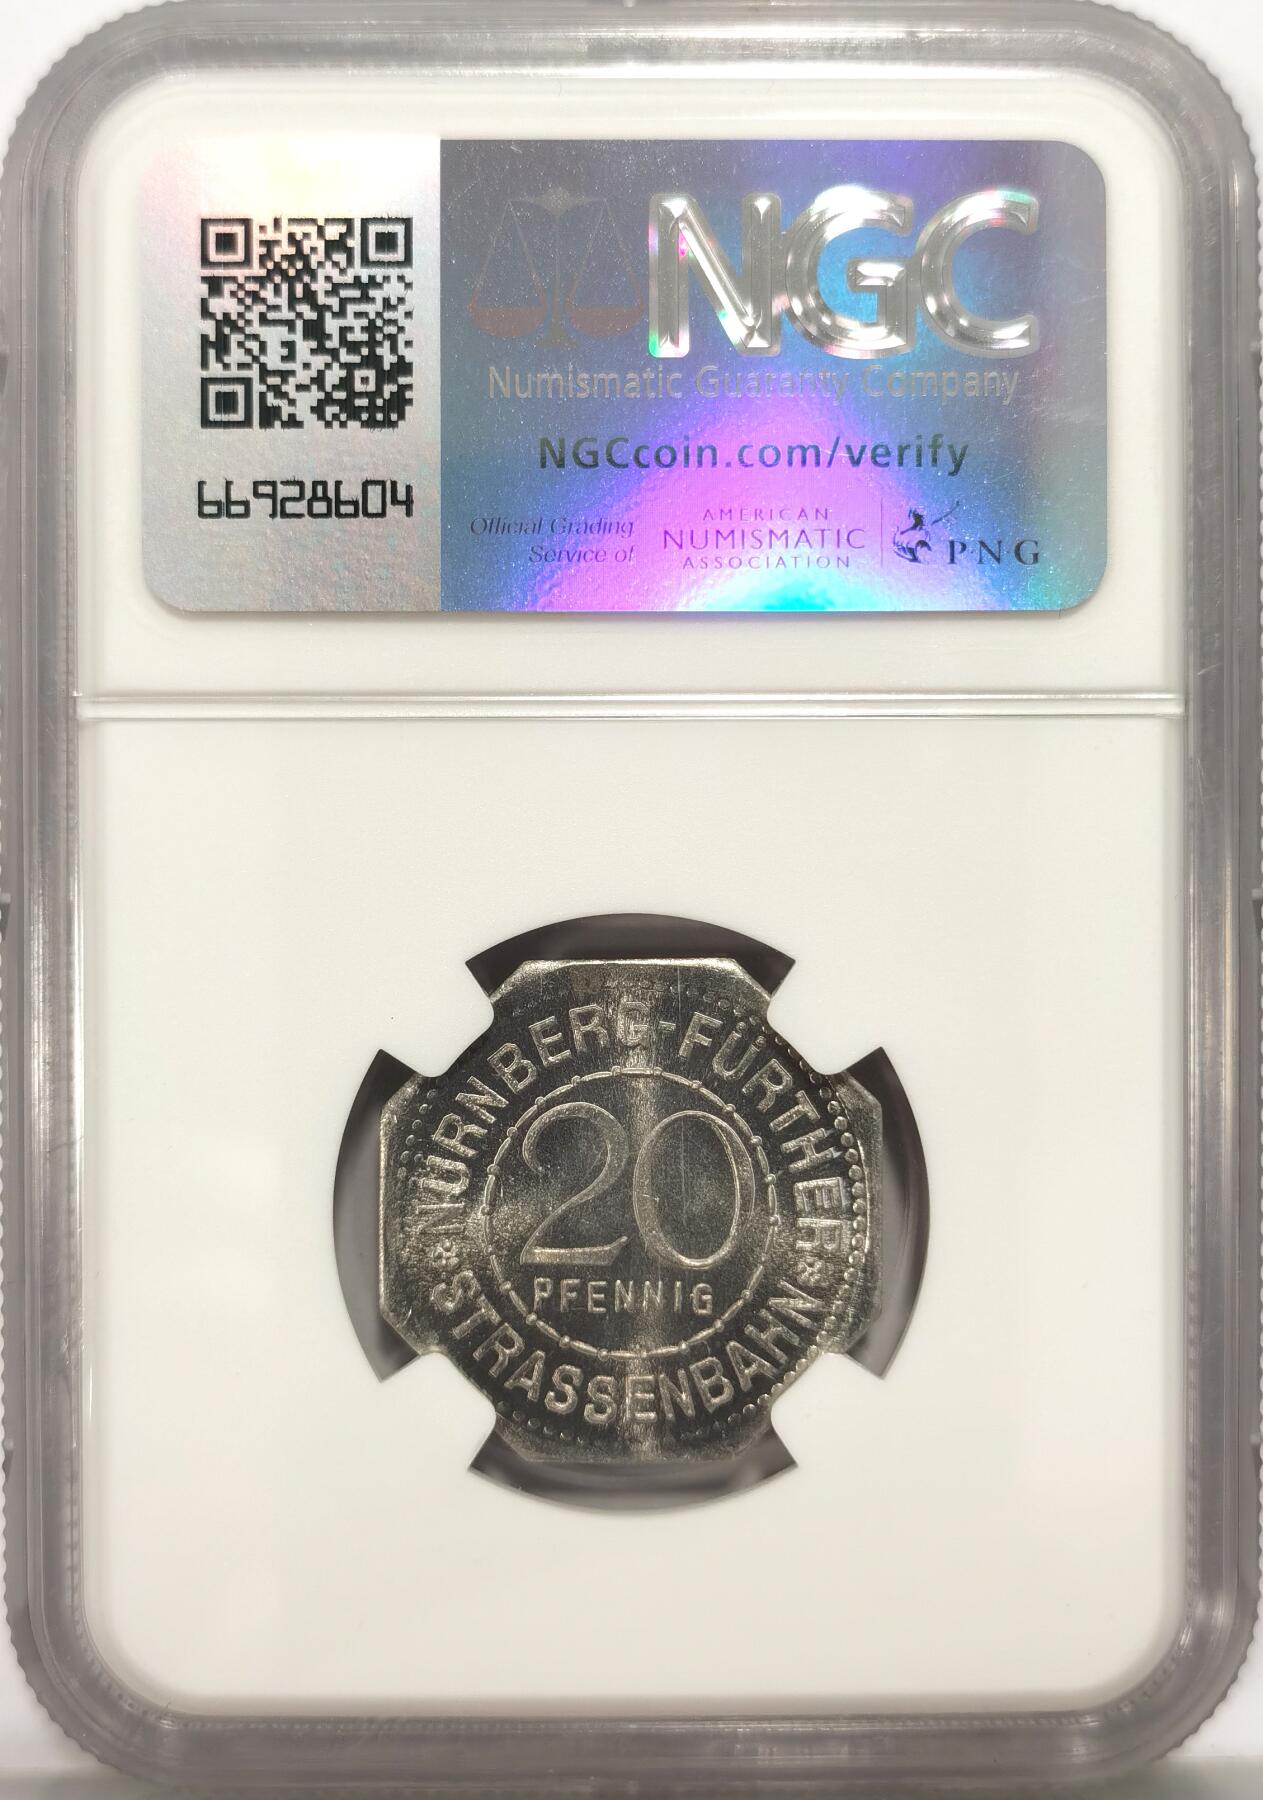 NGC
Numismatic Guaranty Company
NGCcoin.com/verify
66928604
Official Grading
Service of
AMERICAN
NUMISMATIC
ASSOCIATION
PNG
NÜRNBERG-FÜRTHER
20
PFENNIG
STRASSENBAHN